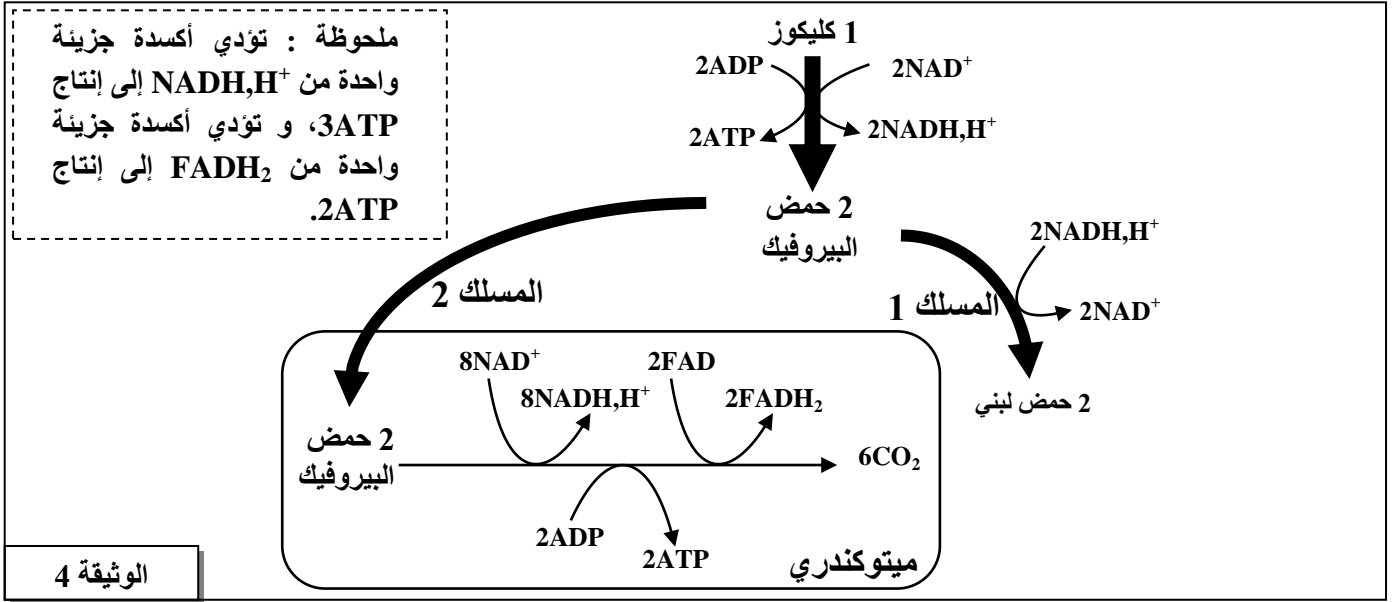 ملحوظة : تؤدي أكسدة جزيئة
واحدة من NADH,H⁺ إلى إنتاج
3ATP، و تؤدي أكسدة جزيئة
واحدة من FADH₂ إلى إنتاج
2ATP.
1 كليكوز
2ADP
2NAD⁺
2ATP
2NADH,H⁺
2 حمض
البيروفيك
2NADH,H⁺
المسلك 2
المسلك 1
2NAD⁺
8NAD⁺
2FAD
8NADH,H⁺
2FADH₂
2 حمض لبني
2 حمض
البيروفيك
6CO₂
2ADP
2ATP
ميتوكندري
الوثيقة 4